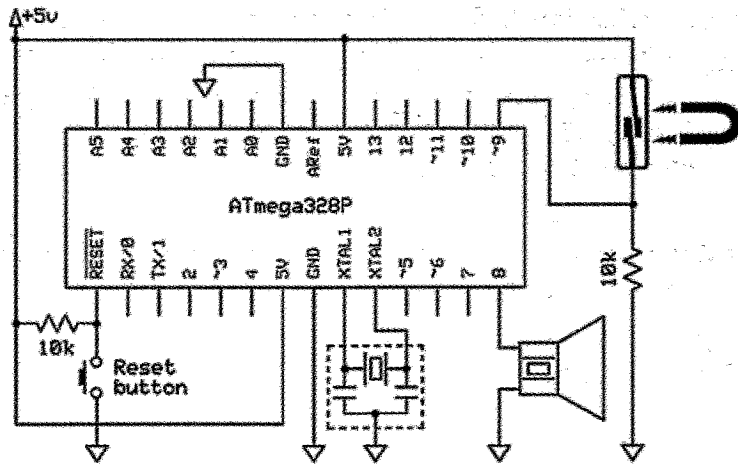 +5v
A5 A4 A3 A2 A1 A0 GND ARef 5V 13 12 ~11 ~10 ~9
ATmega328P
RESET RX/0 TX/1 2 ~3 4 5V GND XTAL1 XTAL2 ~5 ~6 7 8
10k
10k
Reset
button